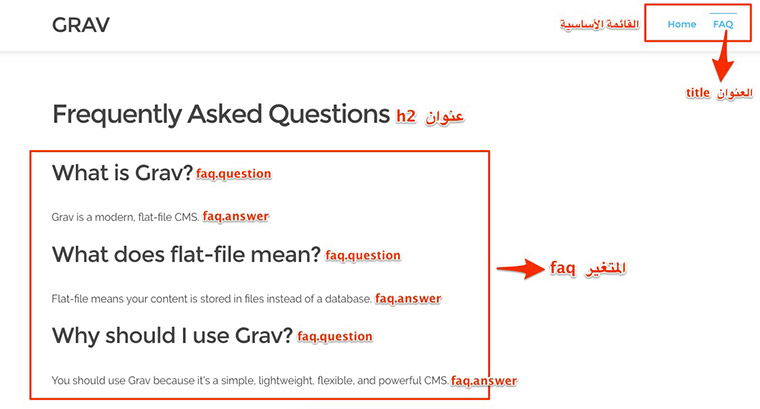 GRAV
القائمة الأساسية
Home FAQ
العنوان title
Frequently Asked Questions عنوان h2
What is Grav? faq.question
Grav is a modern, flat-file CMS. faq.answer
What does flat-file mean? faq.question
المتغير faq
Flat-file means your content is stored in files instead of a database. faq.answer
Why should I use Grav? faq.question
You should use Grav because it's a simple, lightweight, flexible, and powerful CMS. faq.answer